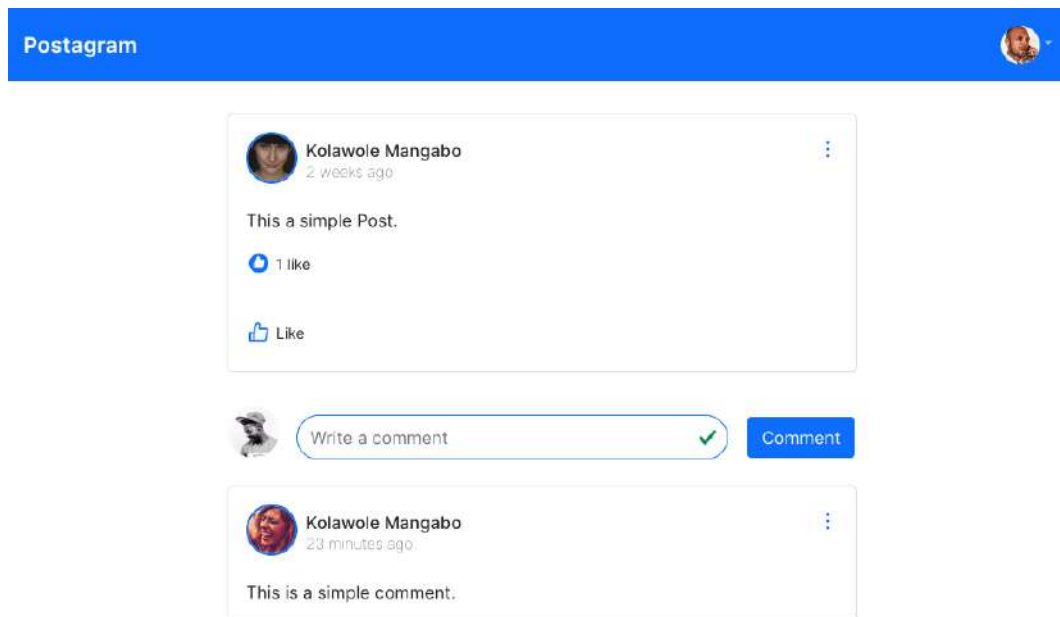 Postagram
Kolawole Mangabo
2 weeks ago
This a simple Post.
1 like
Like
Write a comment
Comment
Kolawole Mangabo
23 minutes ago
This is a simple comment.